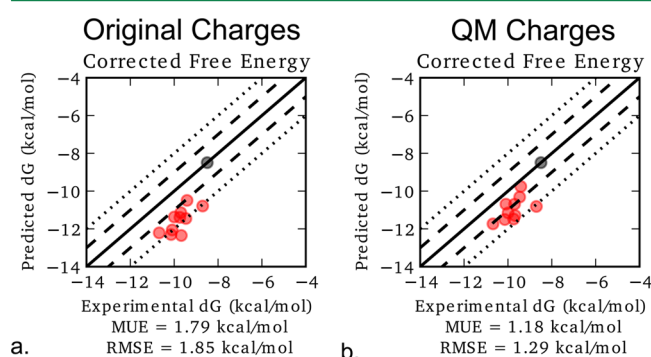 Original Charges
Corrected Free Energy
Predicted dG (kcal/mol)
−4
−6
−8
−10
−12
−14
−14 −12 −10 −8 −6 −4
Experimental dG (kcal/mol)
MUE = 1.79 kcal/mol
RMSE = 1.85 kcal/mol
a.
QM Charges
Corrected Free Energy
Predicted dG (kcal/mol)
−4
−6
−8
−10
−12
−14
−14 −12 −10 −8 −6 −4
Experimental dG (kcal/mol)
MUE = 1.18 kcal/mol
RMSE = 1.29 kcal/mol
b.